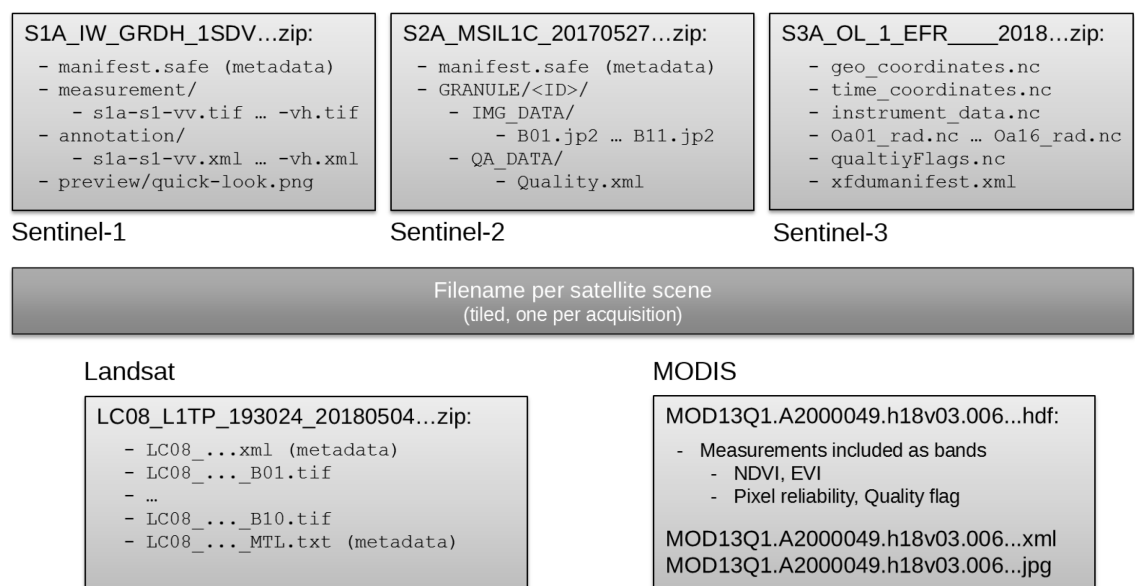 S1A_IW_GRDH_1SDV…zip:
- manifest.safe (metadata)
- measurement/
- s1a-s1-vv.tif … -vh.tif
- annotation/
- s1a-s1-vv.xml … -vh.xml
- preview/quick-look.png
Sentinel-1
S2A_MSIL1C_20170527…zip:
- manifest.safe (metadata)
- GRANULE/<ID>/
- IMG_DATA/
- B01.jp2 … B11.jp2
- QA_DATA/
- Quality.xml
Sentinel-2
S3A_OL_1_EFR____2018…zip:
- geo_coordinates.nc
- time_coordinates.nc
- instrument_data.nc
- Oa01_rad.nc … Oa16_rad.nc
- qualtiyFlags.nc
- xfdumanifest.xml
Sentinel-3
Filename per satellite scene
(tiled, one per acquisition)
Landsat
LC08_L1TP_193024_20180504…zip:
- LC08_...xml (metadata)
- LC08_..._B01.tif
- …
- LC08_..._B10.tif
- LC08_..._MTL.txt (metadata)
MODIS
MOD13Q1.A2000049.h18v03.006...hdf:
- Measurements included as bands
- NDVI, EVI
- Pixel reliability, Quality flag
MOD13Q1.A2000049.h18v03.006...xml
MOD13Q1.A2000049.h18v03.006...jpg